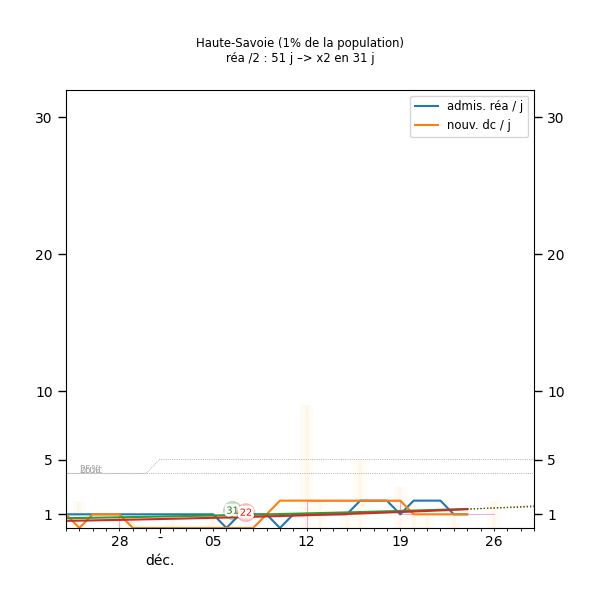 Haute-Savoie (1% de la population)
réa /2 : 51 j –> x2 en 31 j
admis. réa / j
nouv. dc / j
30 30
20 20
10 10
5 5
1 1
31 22
28 - 05 12 19 26
déc.